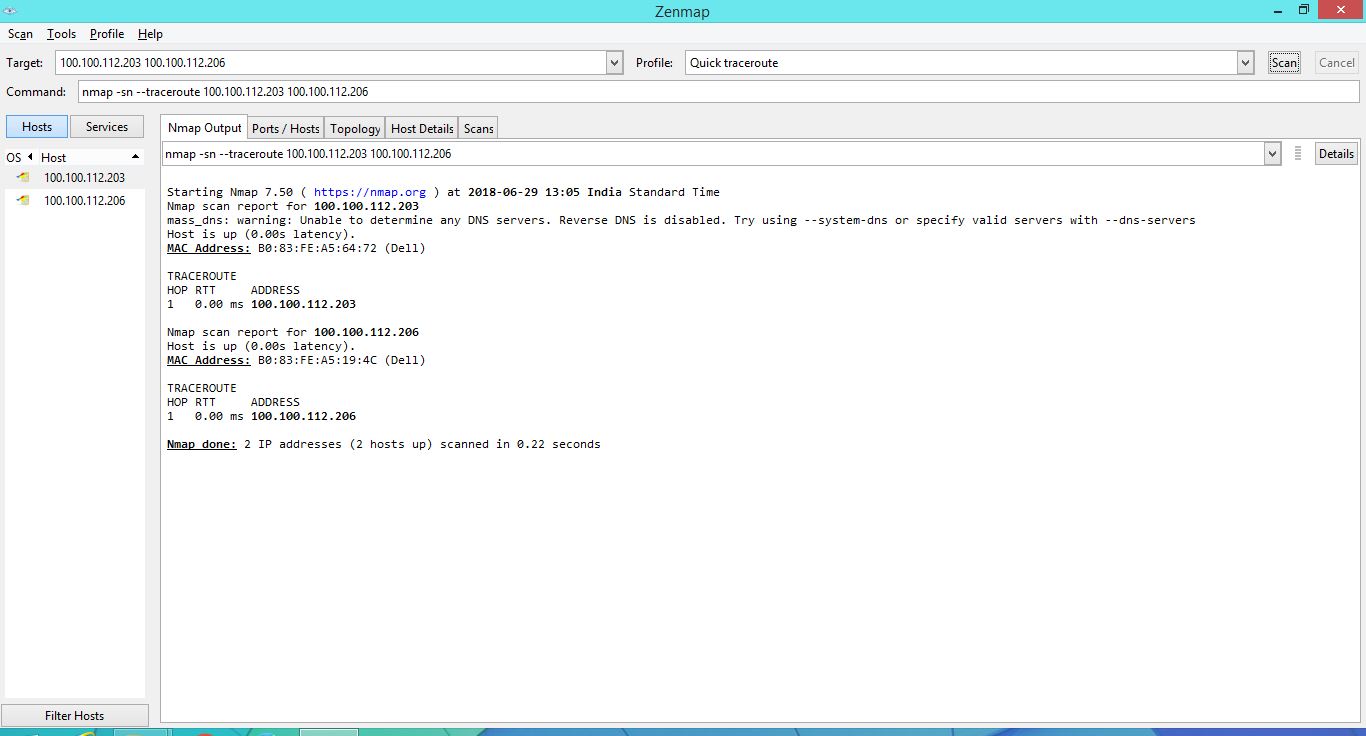 Zenmap
Scan Tools Profile Help
Target: 100.100.112.203 100.100.112.206 Profile: Quick traceroute Scan Cancel
Command: nmap -sn --traceroute 100.100.112.203 100.100.112.206
Hosts Services
OS Host
100.100.112.203
100.100.112.206
Filter Hosts
Nmap Output Ports / Hosts Topology Host Details Scans
nmap -sn --traceroute 100.100.112.203 100.100.112.206 Details
Starting Nmap 7.50 ( https://nmap.org ) at 2018-06-29 13:05 India Standard Time
Nmap scan report for 100.100.112.203
mass_dns: warning: Unable to determine any DNS servers. Reverse DNS is disabled. Try using --system-dns or specify valid servers with --dns-servers
Host is up (0.00s latency).
MAC Address: B0:83:FE:A5:64:72 (Dell)
TRACEROUTE
HOP RTT ADDRESS
1 0.00 ms 100.100.112.203
Nmap scan report for 100.100.112.206
Host is up (0.00s latency).
MAC Address: B0:83:FE:A5:19:4C (Dell)
TRACEROUTE
HOP RTT ADDRESS
1 0.00 ms 100.100.112.206
Nmap done: 2 IP addresses (2 hosts up) scanned in 0.22 seconds